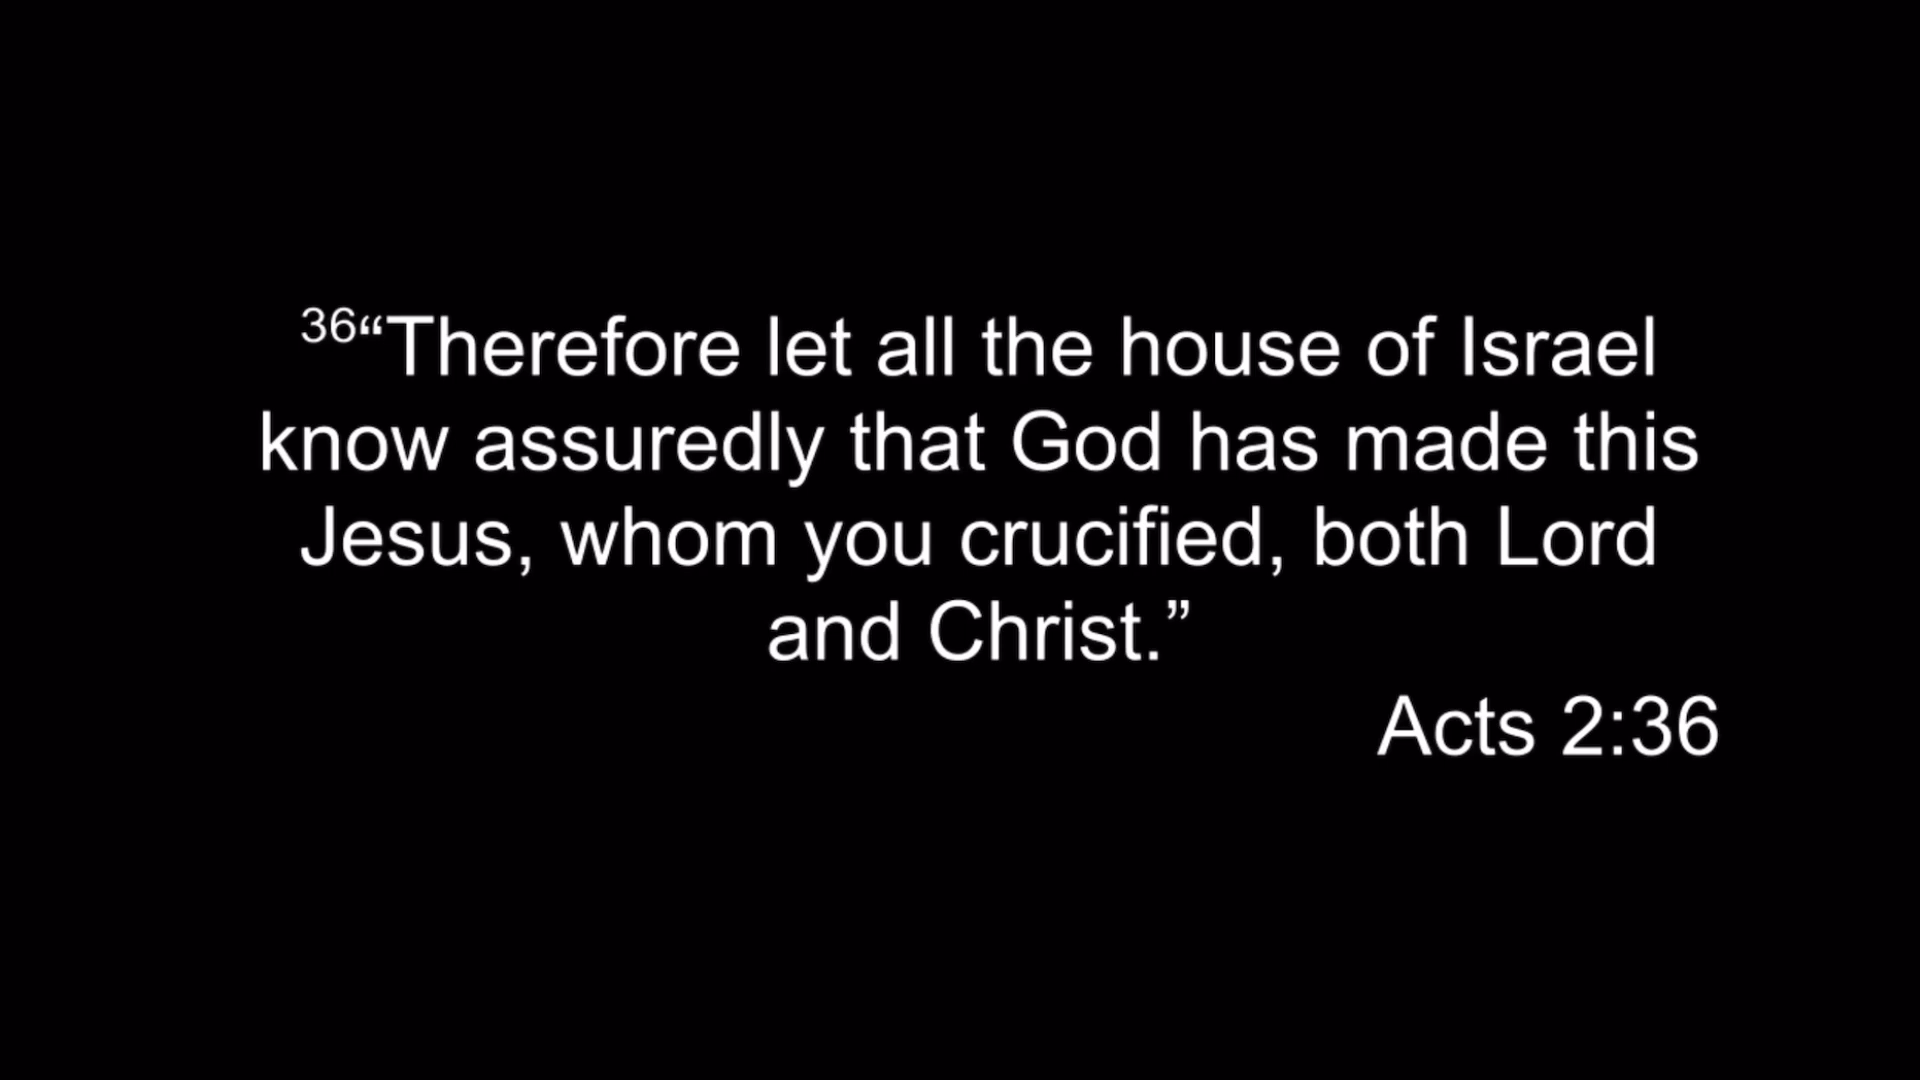 36“Therefore let all the house of Israel
know assuredly that God has made this
Jesus, whom you crucified, both Lord
and Christ.”
Acts 2:36